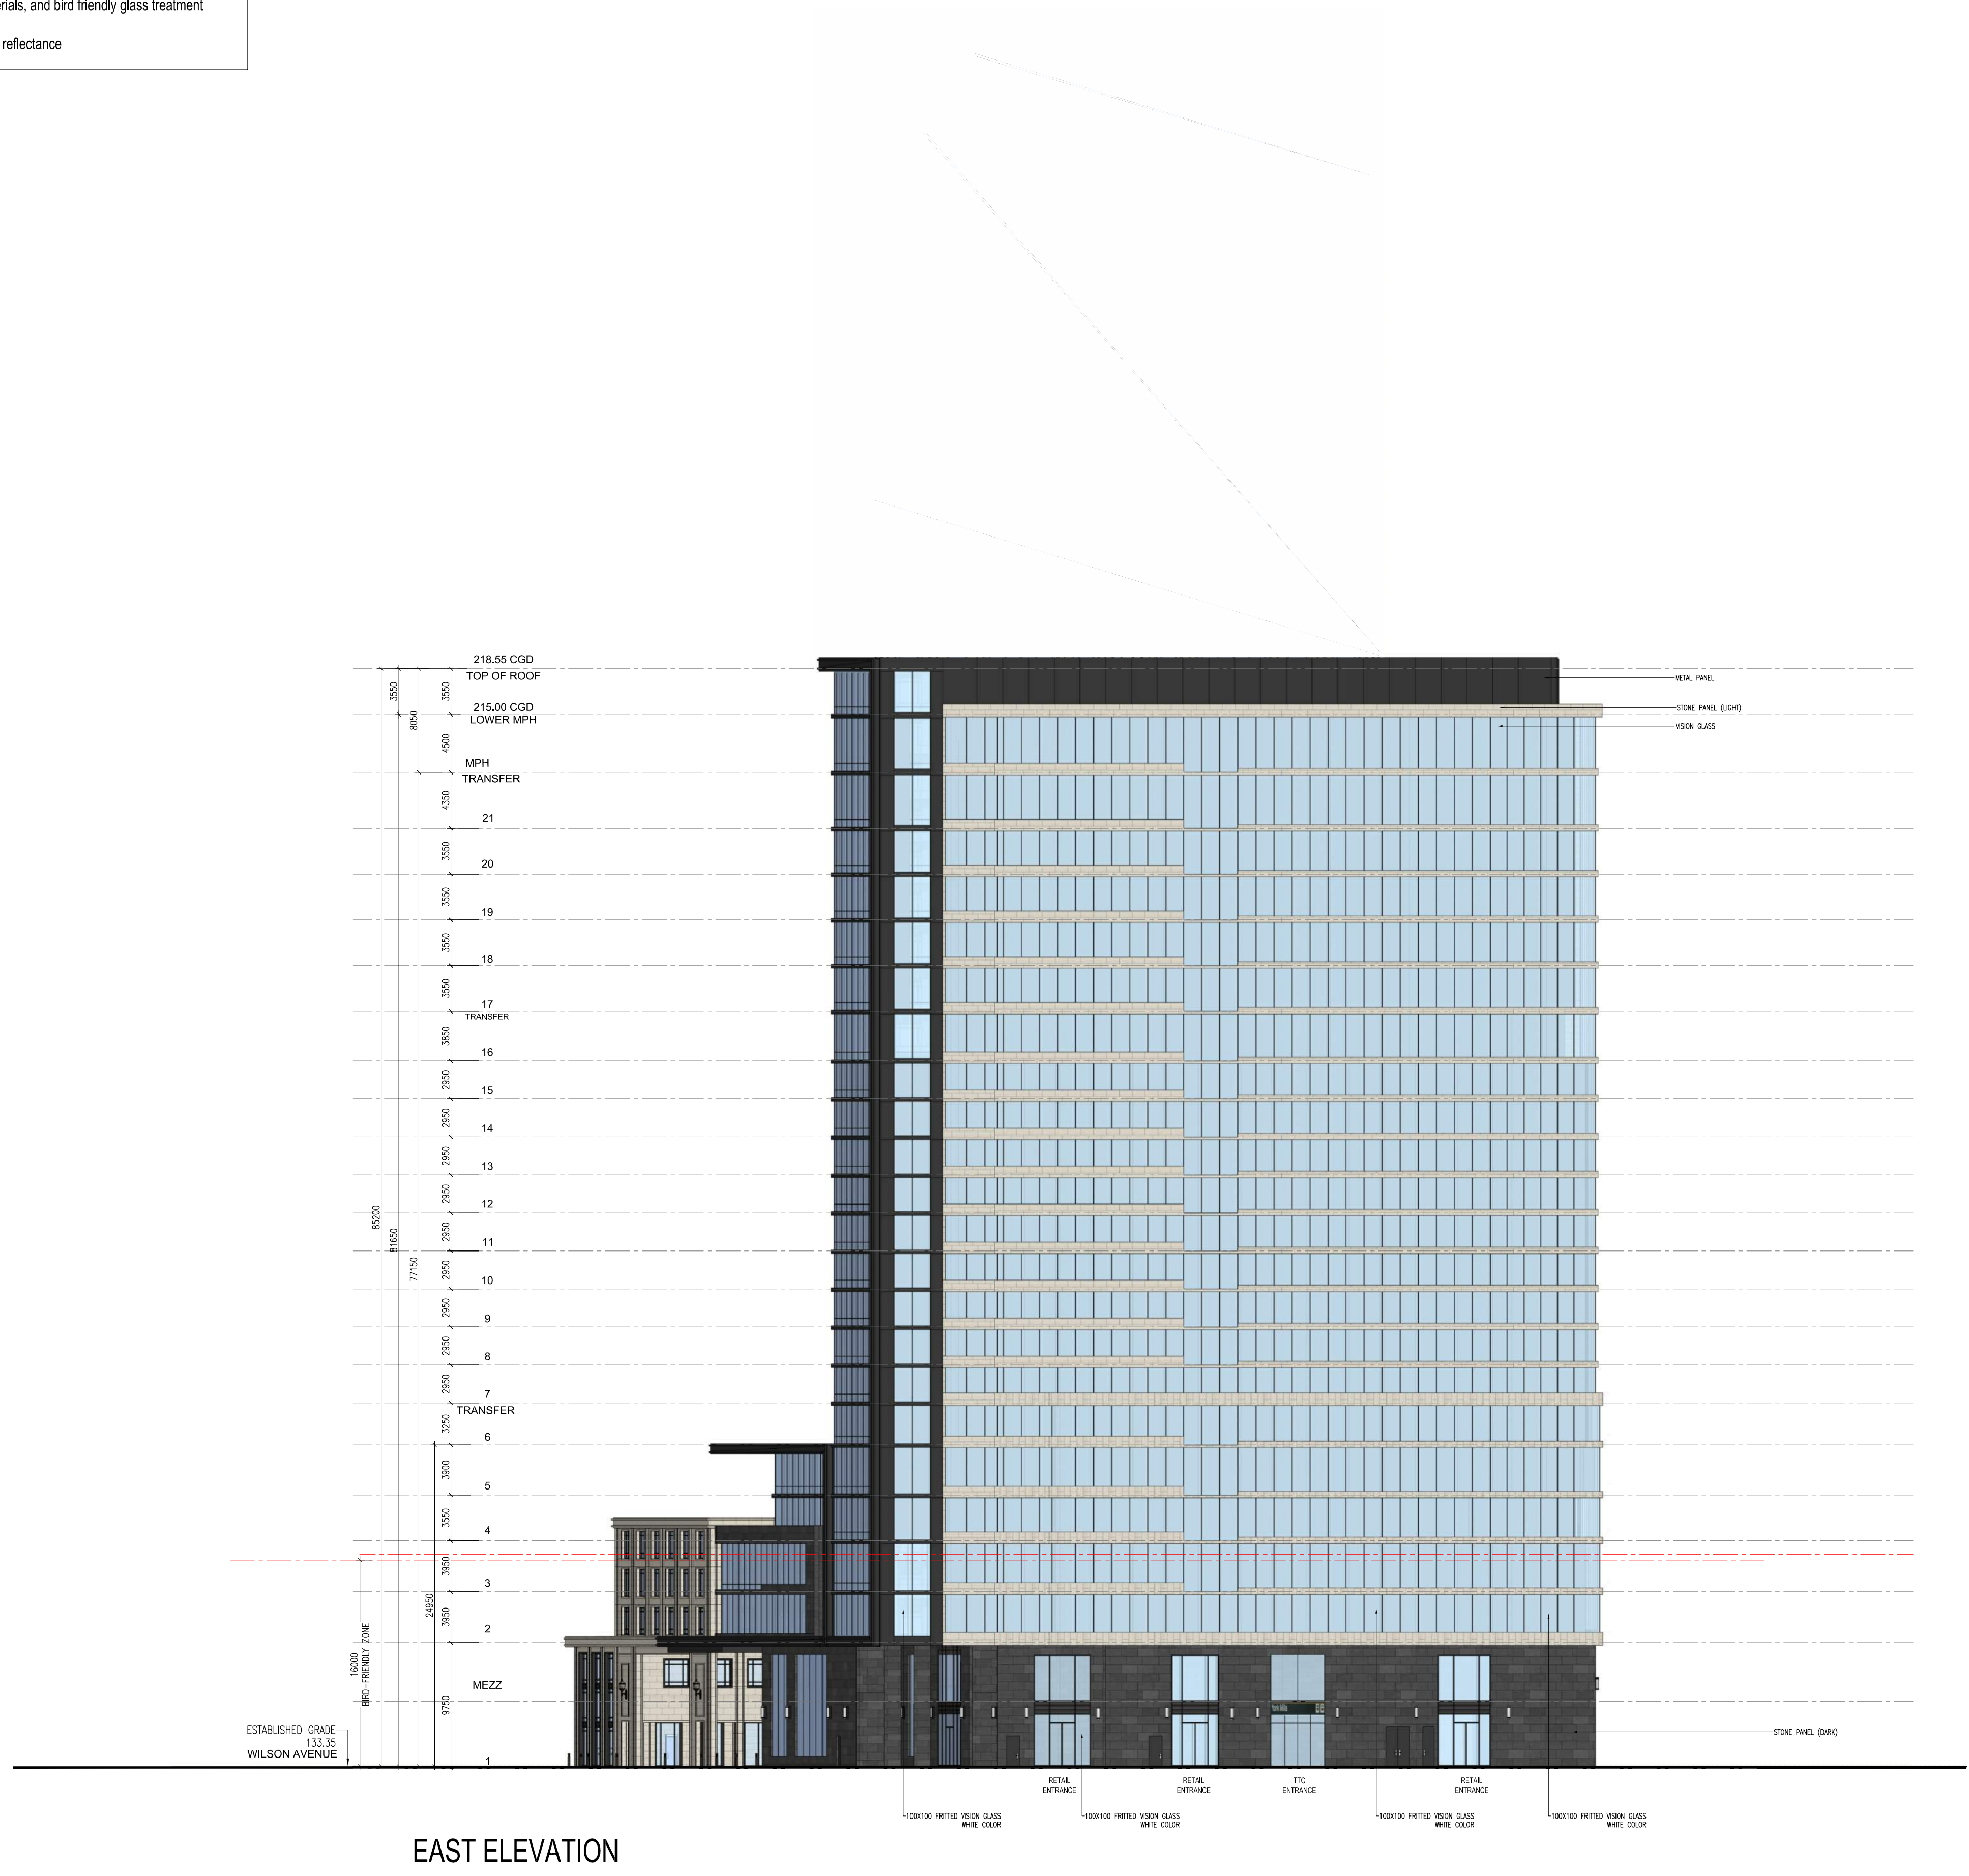 erials, and bird friendly glass treatment
reflectance
218.55 CGD
TOP OF ROOF
215.00 CGD
LOWER MPH
MPH
TRANSFER
21
20
19
18
17
TRANSFER
16
15
14
13
12
11
10
9
8
7
TRANSFER
6
5
4
3
2
MEZZ
1
3550
4500
4350
3550
3550
3550
3550
3850
2950
2950
2950
2950
2950
2950
2950
2950
2950
3250
3900
3550
3950
3950
9750
8050
77150
3550
81650
85200
24950
16000
BIRD-FRIENDLY ZONE
ESTABLISHED GRADE
133.35
WILSON AVENUE
METAL PANEL
STONE PANEL (LIGHT)
VISION GLASS
STONE PANEL (DARK)
York Mills
RETAIL
ENTRANCE
RETAIL
ENTRANCE
TTC
ENTRANCE
RETAIL
ENTRANCE
100X100 FRITTED VISION GLASS
WHITE COLOR
100X100 FRITTED VISION GLASS
WHITE COLOR
100X100 FRITTED VISION GLASS
WHITE COLOR
100X100 FRITTED VISION GLASS
WHITE COLOR
EAST ELEVATION